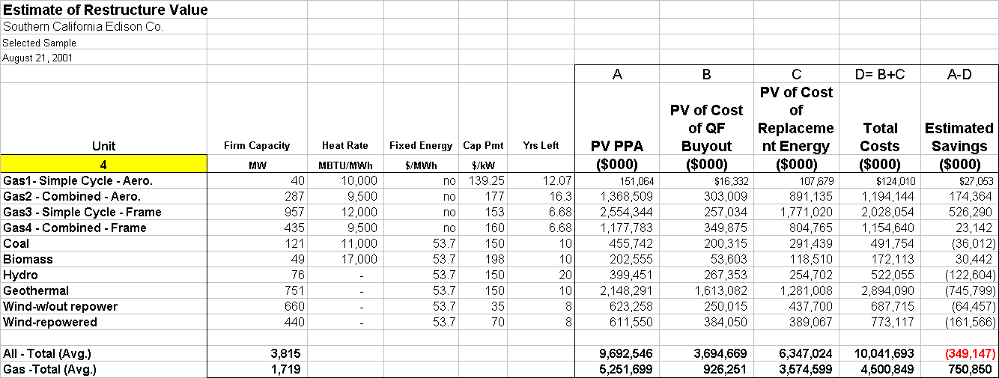 Estimate of Restructure Value
Southern California Edison Co.
Selected Sample
August 21, 2001
A B C D= B+C A-D
Unit Firm Capacity Heat Rate Fixed Energy Cap Pmt Yrs Left PV PPA PV of Cost of QF Buyout PV of Cost of Replaceme nt Energy Total Costs Estimated Savings
4 MW MBTU/MWh $/MWh $/kW ($000) ($000) ($000) ($000) ($000)
Gas1- Simple Cycle - Aero. 40 10,000 no 139.25 12.07 151,064 $16,332 107,679 $124,010 $27,053
Gas2 - Combined - Aero. 287 9,500 no 177 16.3 1,368,509 303,009 891,135 1,194,144 174,364
Gas3 - Simple Cycle - Frame 957 12,000 no 153 6.68 2,554,344 257,034 1,771,020 2,028,054 526,290
Gas4 - Combined - Frame 435 9,500 no 160 6.68 1,177,783 349,875 804,765 1,154,640 23,142
Coal 121 11,000 53.7 150 10 455,742 200,315 291,439 491,754 (36,012)
Biomass 49 17,000 53.7 198 10 202,555 53,603 118,510 172,113 30,442
Hydro 76 - 53.7 150 20 399,451 267,353 254,702 522,055 (122,604)
Geothermal 751 - 53.7 150 10 2,148,291 1,613,082 1,281,008 2,894,090 (745,799)
Wind-w/out repower 660 - 53.7 35 8 623,258 250,015 437,700 687,715 (64,457)
Wind-repowered 440 - 53.7 70 8 611,550 384,050 389,067 773,117 (161,566)
All - Total (Avg.) 3,815 9,692,546 3,694,669 6,347,024 10,041,693 (349,147)
Gas -Total (Avg.) 1,719 5,251,699 926,251 3,574,599 4,500,849 750,850